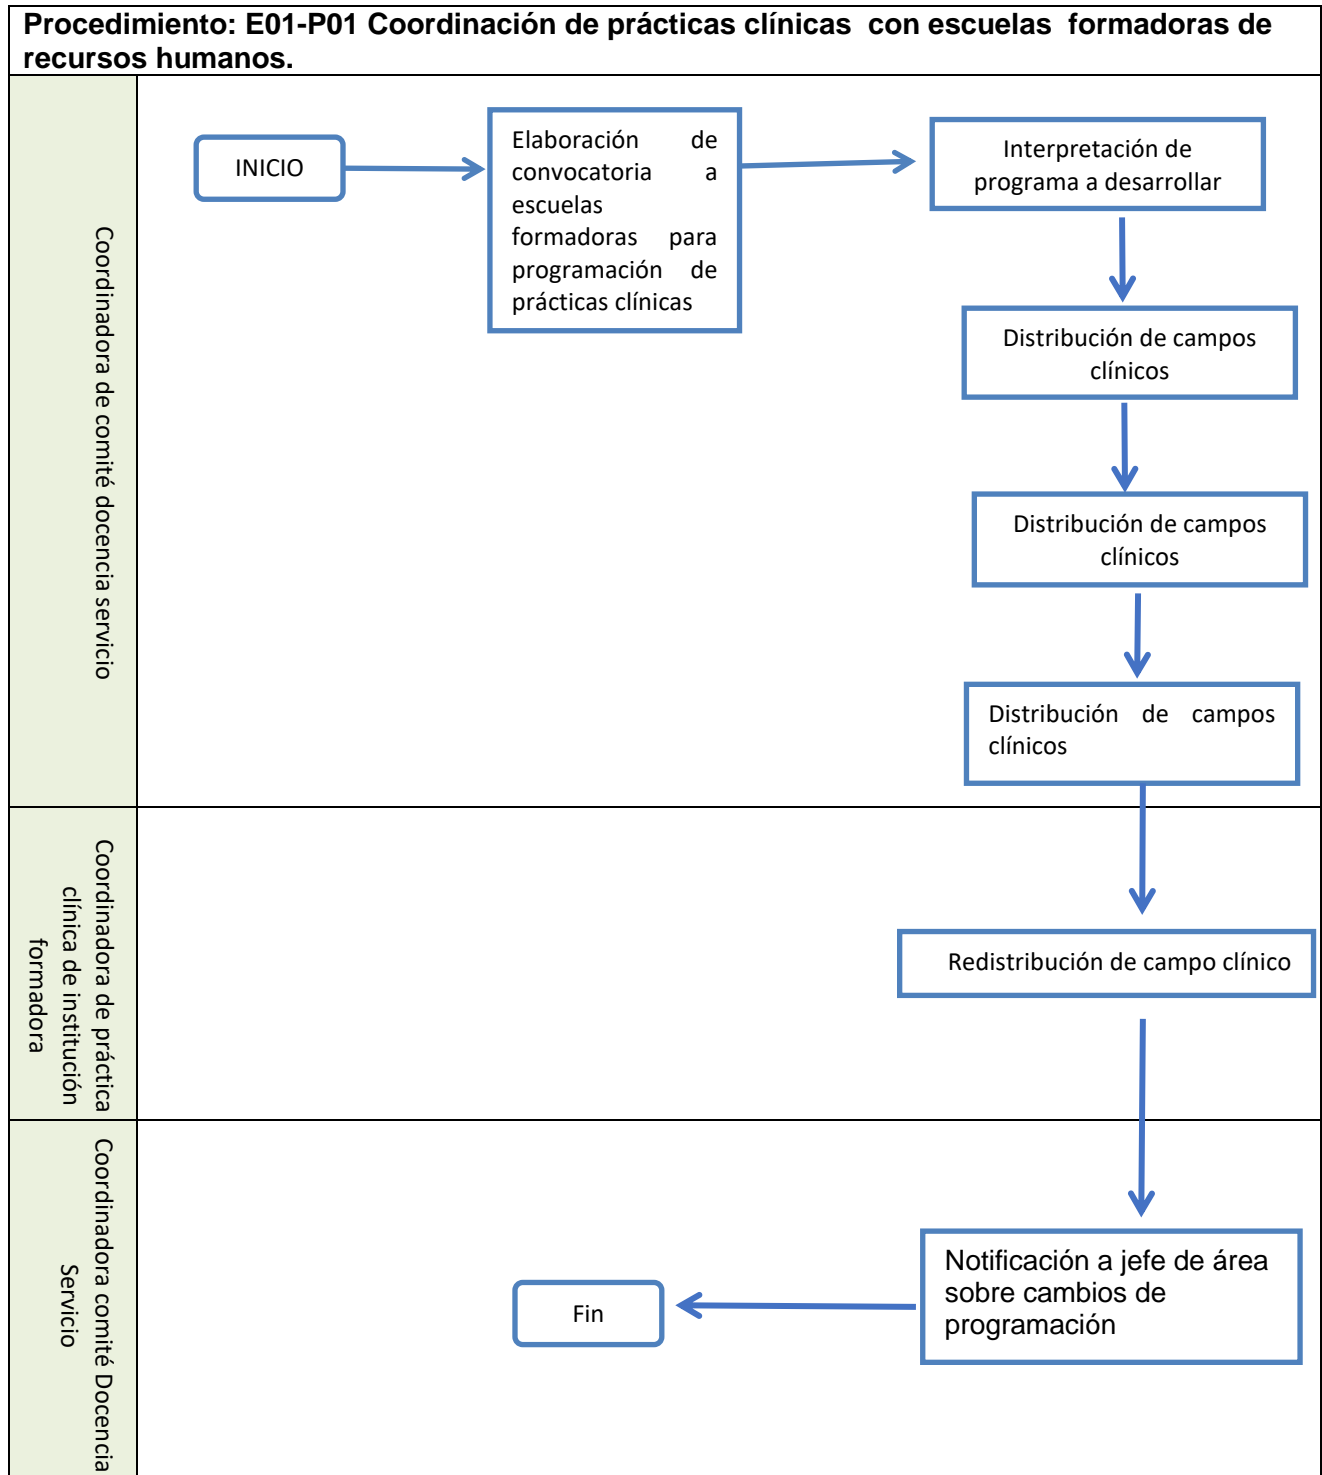 Procedimiento: E01-P01 Coordinación de prácticas clínicas con escuelas formadoras de
recursos humanos.
Coordinadora de comité docencia servicio
INICIO
Elaboración de
convocatoria a
escuelas
formadoras para
programación de
prácticas clínicas
Interpretación de
programa a desarrollar
Distribución de campos
clínicos
Distribución de campos
clínicos
Distribución de campos
clínicos
Coordinadora de práctica
clínica de institución
formadora
Redistribución de campo clínico
Coordinadora comité Docencia
Servicio
Notificación a jefe de área
sobre cambios de
programación
Fin